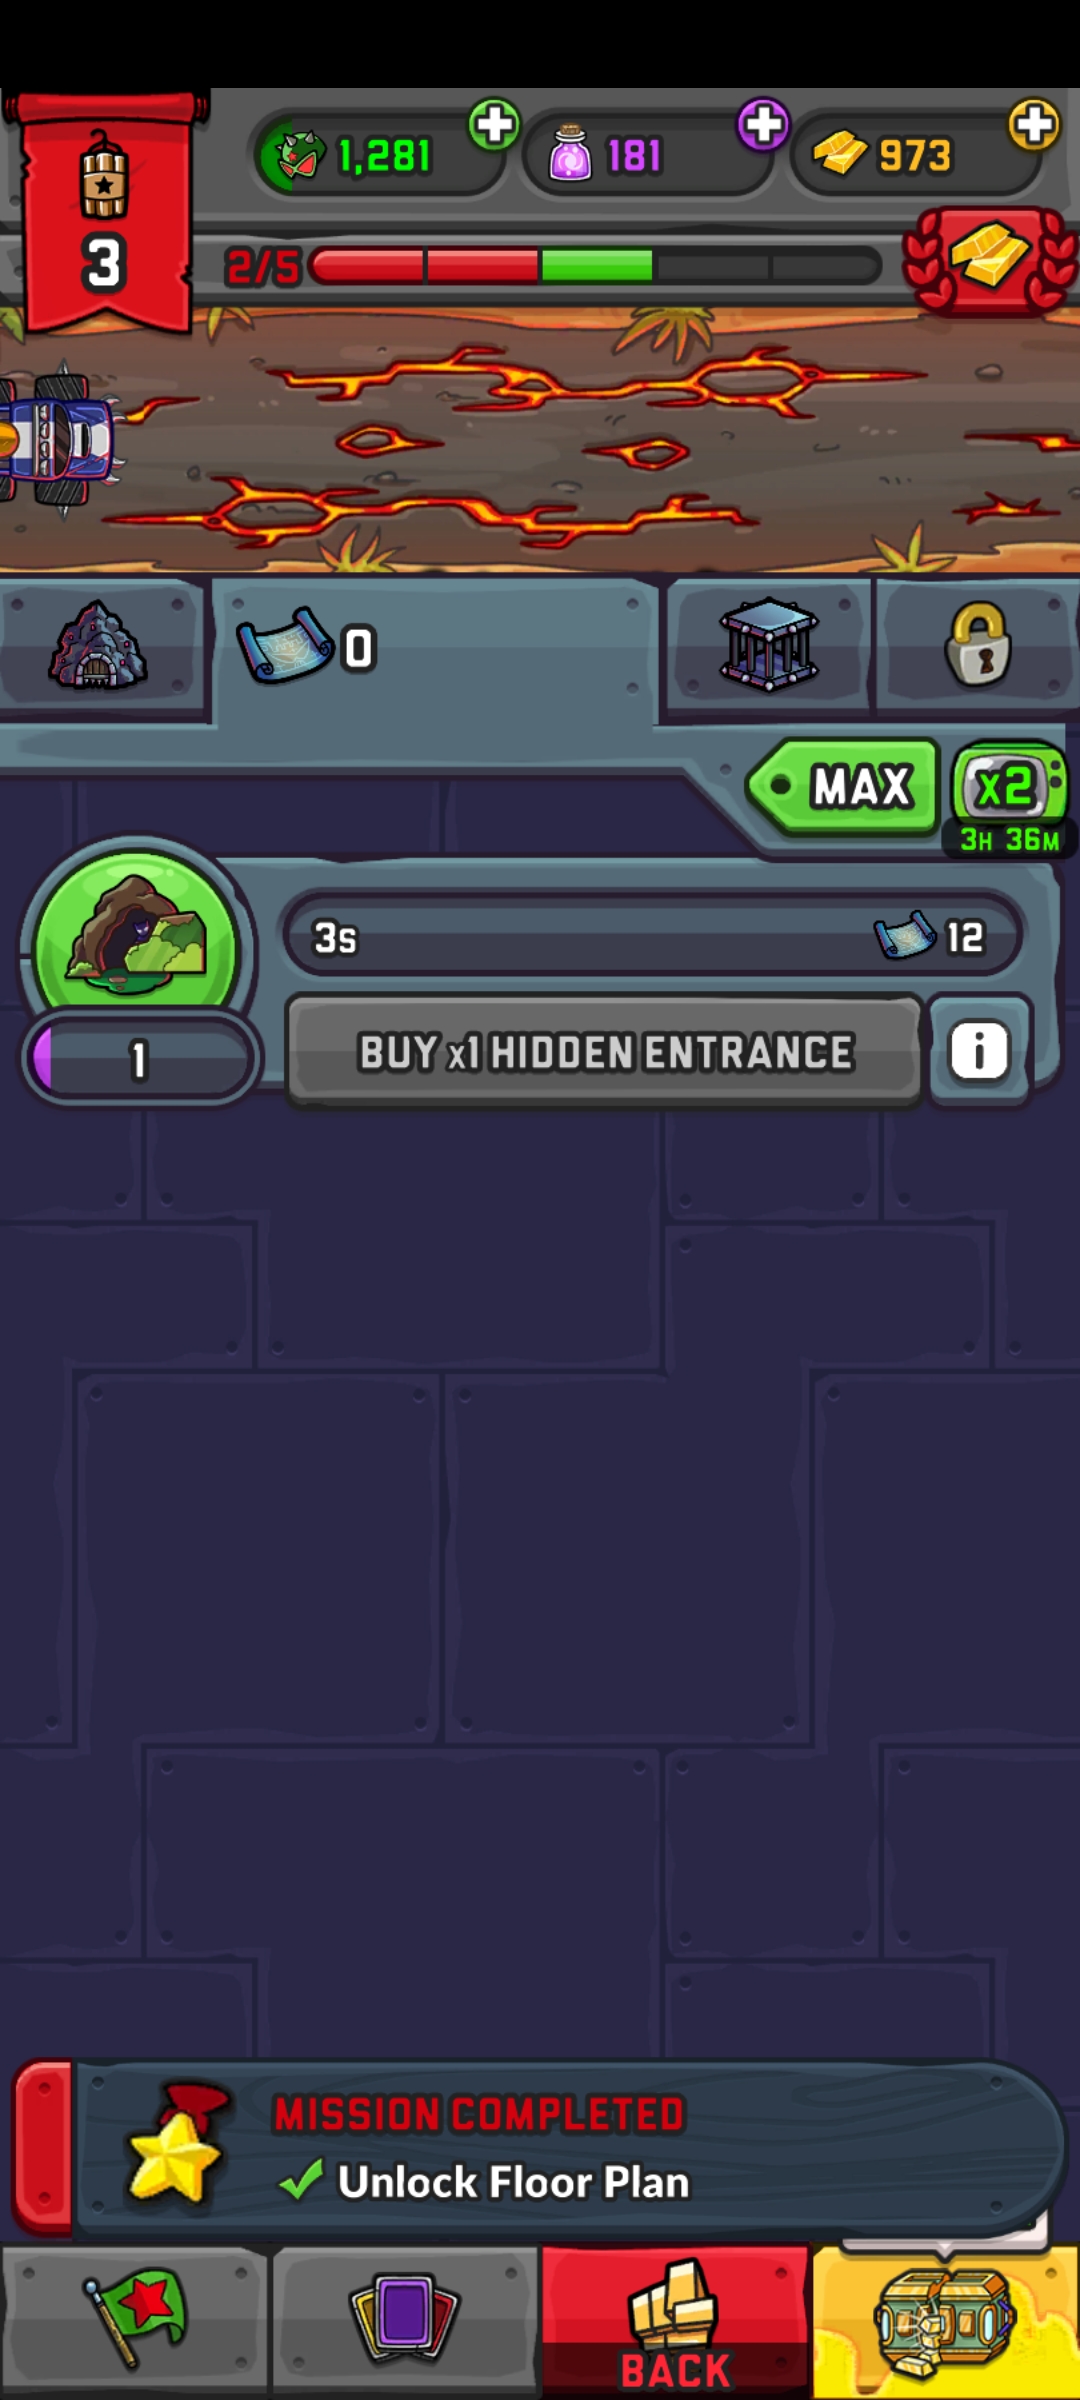 1,281
181
973
3
2/5
0
MAX
x2
3H 36M
3s
12
1
BUY x1 HIDDEN ENTRANCE
i
MISSION COMPLETED
Unlock Floor Plan
BACK